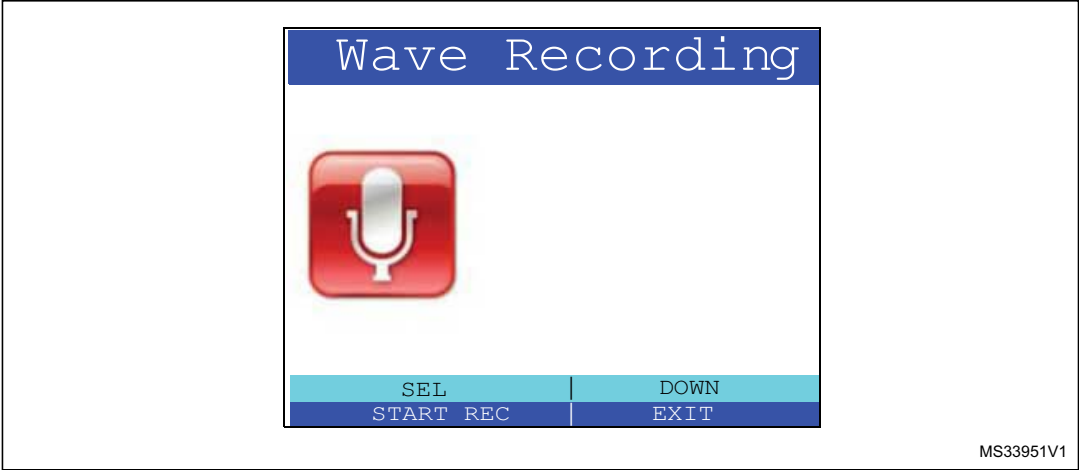 Wave Recording
SEL | DOWN
START REC | EXIT
MS33951V1